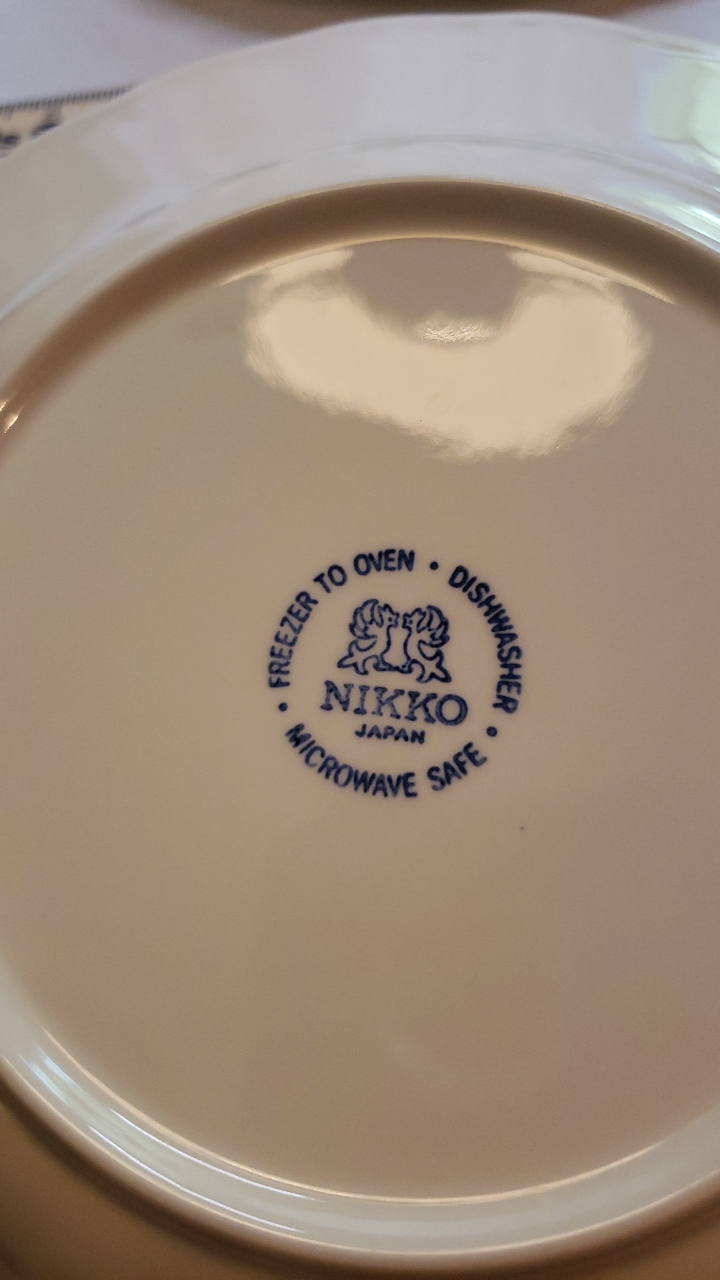 FREEZER TO OVEN • DISHWASHER • MICROWAVE SAFE •
NIKKO
JAPAN